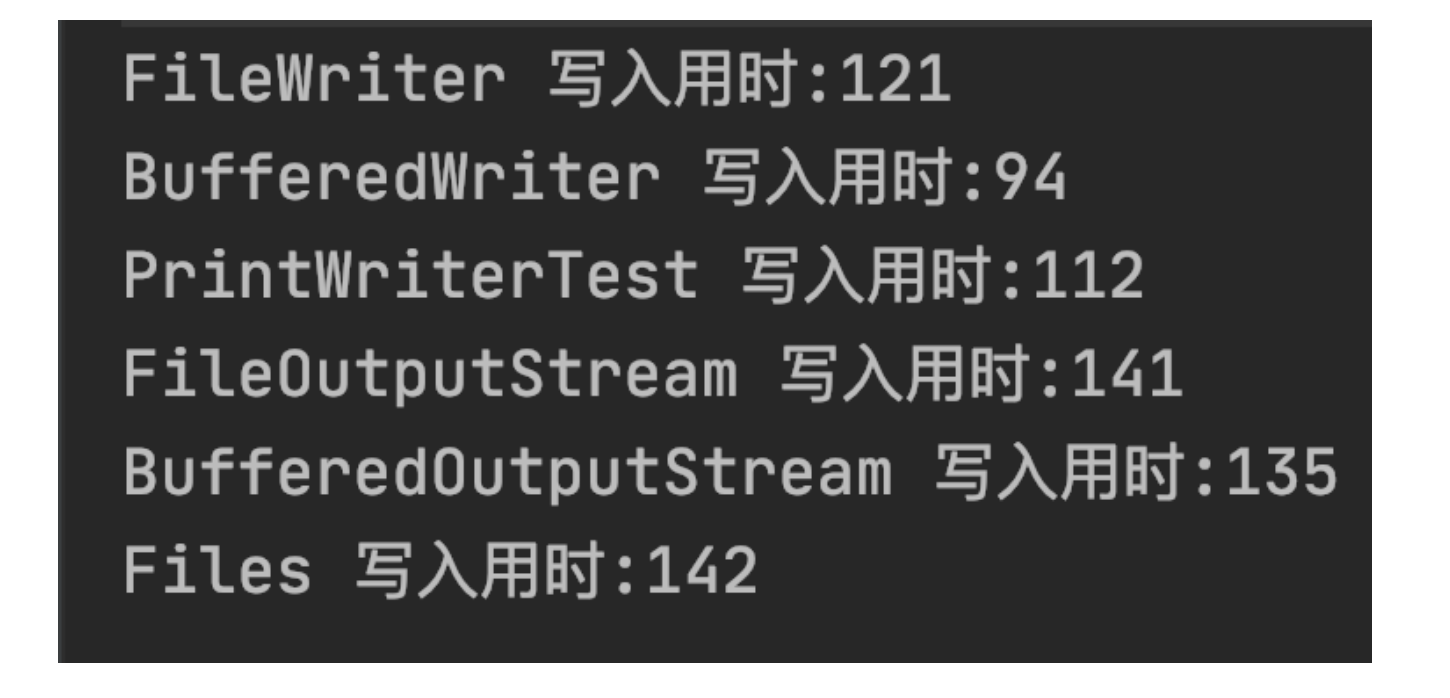 FileWriter 写入用时:121
BufferedWriter 写入用时:94
PrintWriterTest 写入用时:112
FileOutputStream 写入用时:141
BufferedOutputStream 写入用时:135
Files 写入用时:142